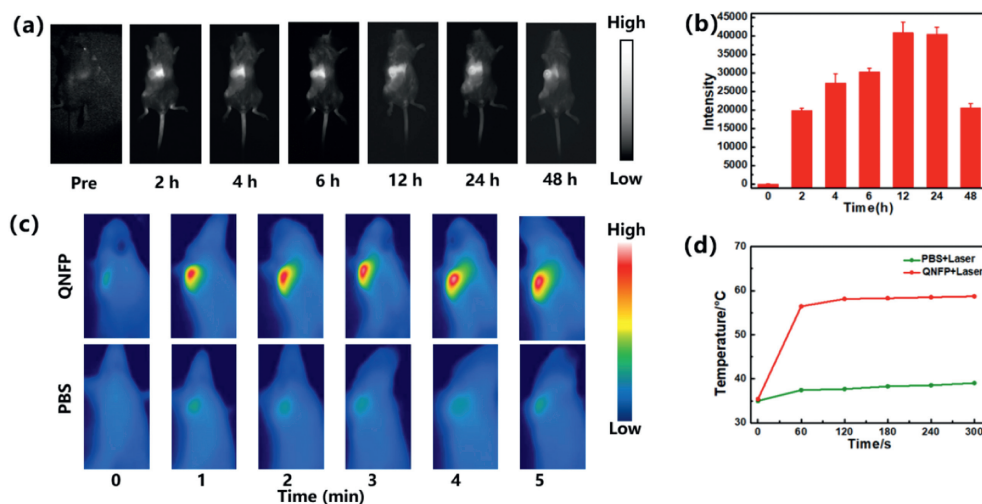 (a)
High
Low
Pre
2 h
4 h
6 h
12 h
24 h
48 h
(b)
45000
40000
35000
30000
25000
20000
15000
10000
5000
0
Intensity
0 2 4 6 12 24 48
Time(h)
(c)
QNFP
PBS
High
Low
0 1 2 3 4 5
Time (min)
(d)
70
60
50
40
30
Temperature/°C
PBS+Laser
QNFP+Laser
0 60 120 180 240 300
Time/s